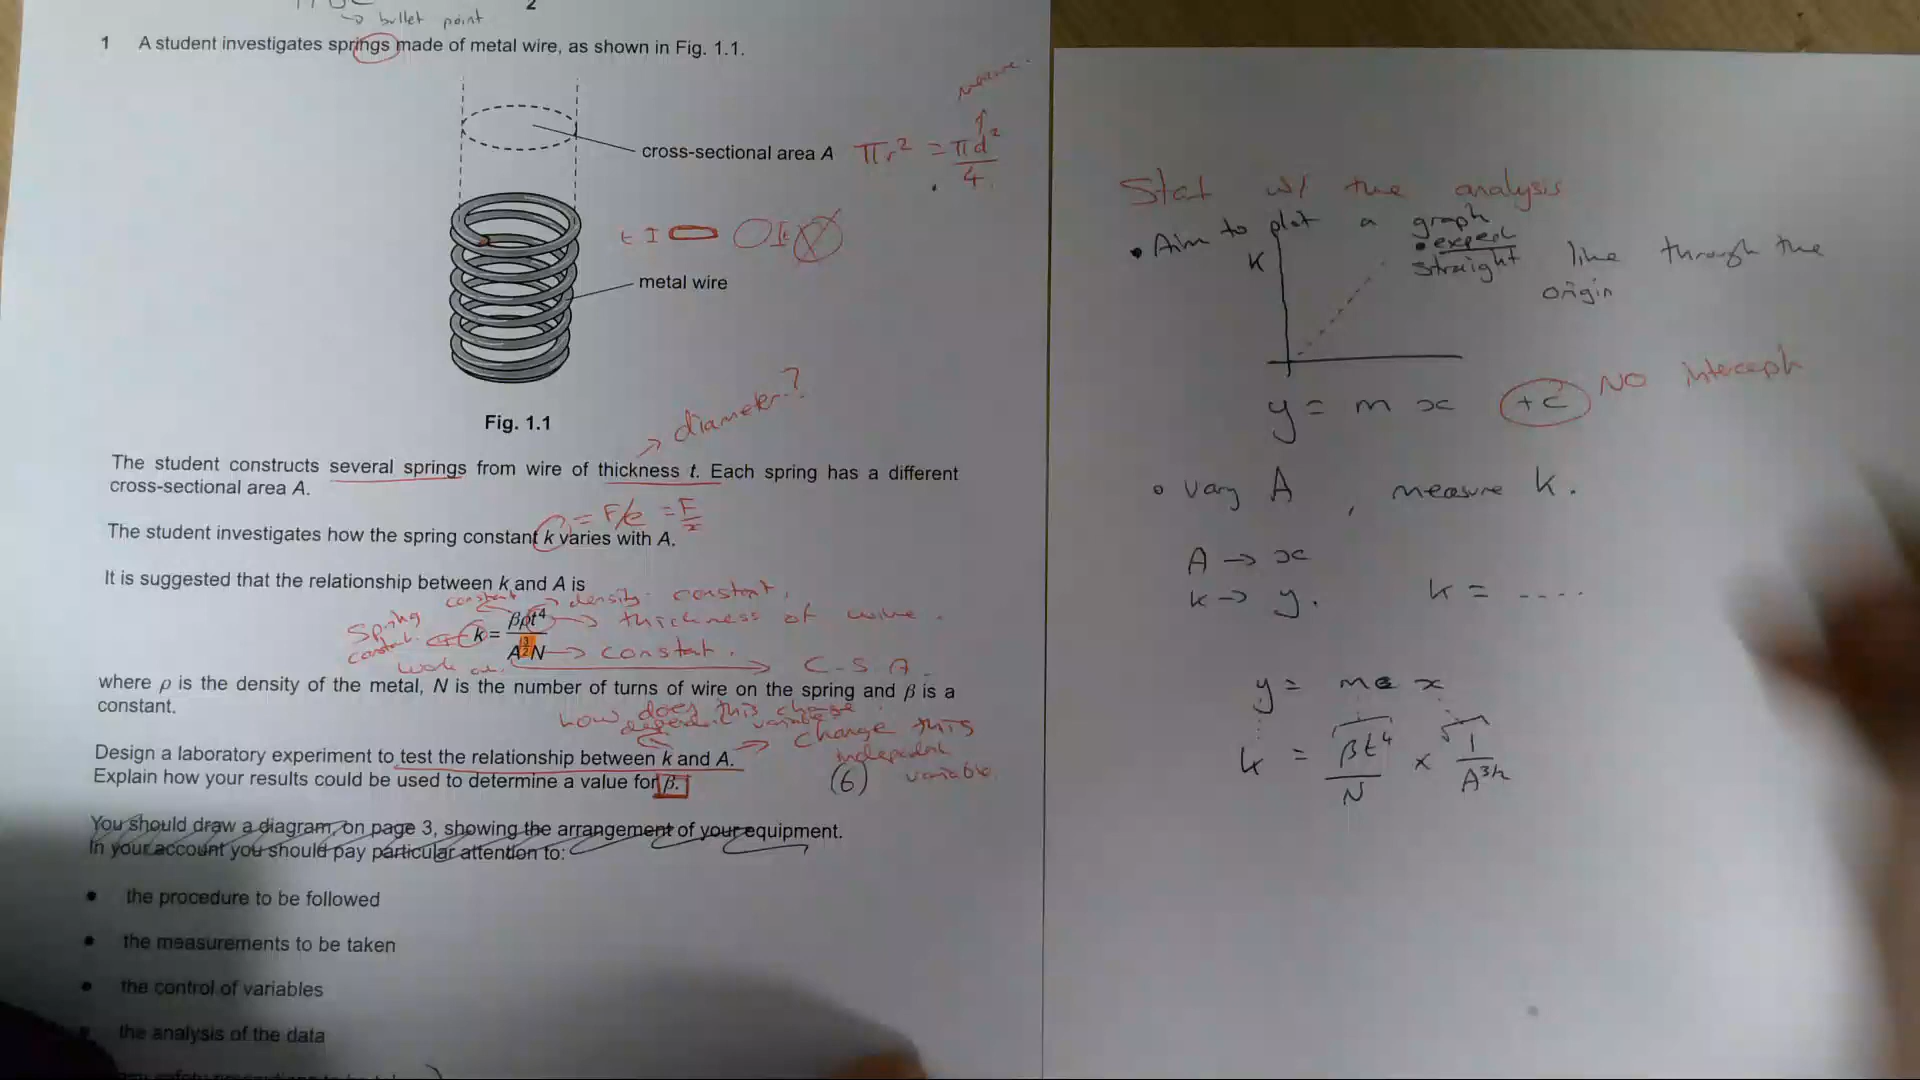 2
→ bullet point
1 A student investigates springs made of metal wire, as shown in Fig. 1.1.
measure.
cross-sectional area A πr² = πd²/4
t I
metal wire
Fig. 1.1
→ diameter?
The student constructs several springs from wire of thickness t. Each spring has a different
cross-sectional area A.
= F/e = F/x
The student investigates how the spring constant k varies with A.
It is suggested that the relationship between k and A is
constant → density. constant.
Spring constant.
k = βρt⁴ / A^(3/2) N
→ thickness of wire.
→ constant.
→ C-S A.
where ρ is the density of the metal, N is the number of turns of wire on the spring and β is a
constant.
how does this change
dependent variable
→ change this
independent
variable
Design a laboratory experiment to test the relationship between k and A.
Explain how your results could be used to determine a value for β.
(6)
You should draw a diagram, on page 3, showing the arrangement of your equipment.
In your account you should pay particular attention to:
• the procedure to be followed
• the measurements to be taken
• the control of variables
• the analysis of the data
Stat w/ the analysis
• Aim to plot a graph
K
• expect
straight line through the
origin
y = m x + c NO intercept
• vary A, measure k.
A → x
k → y. k = ....
y = m x
k = βt⁴/N × 1/A^3/2